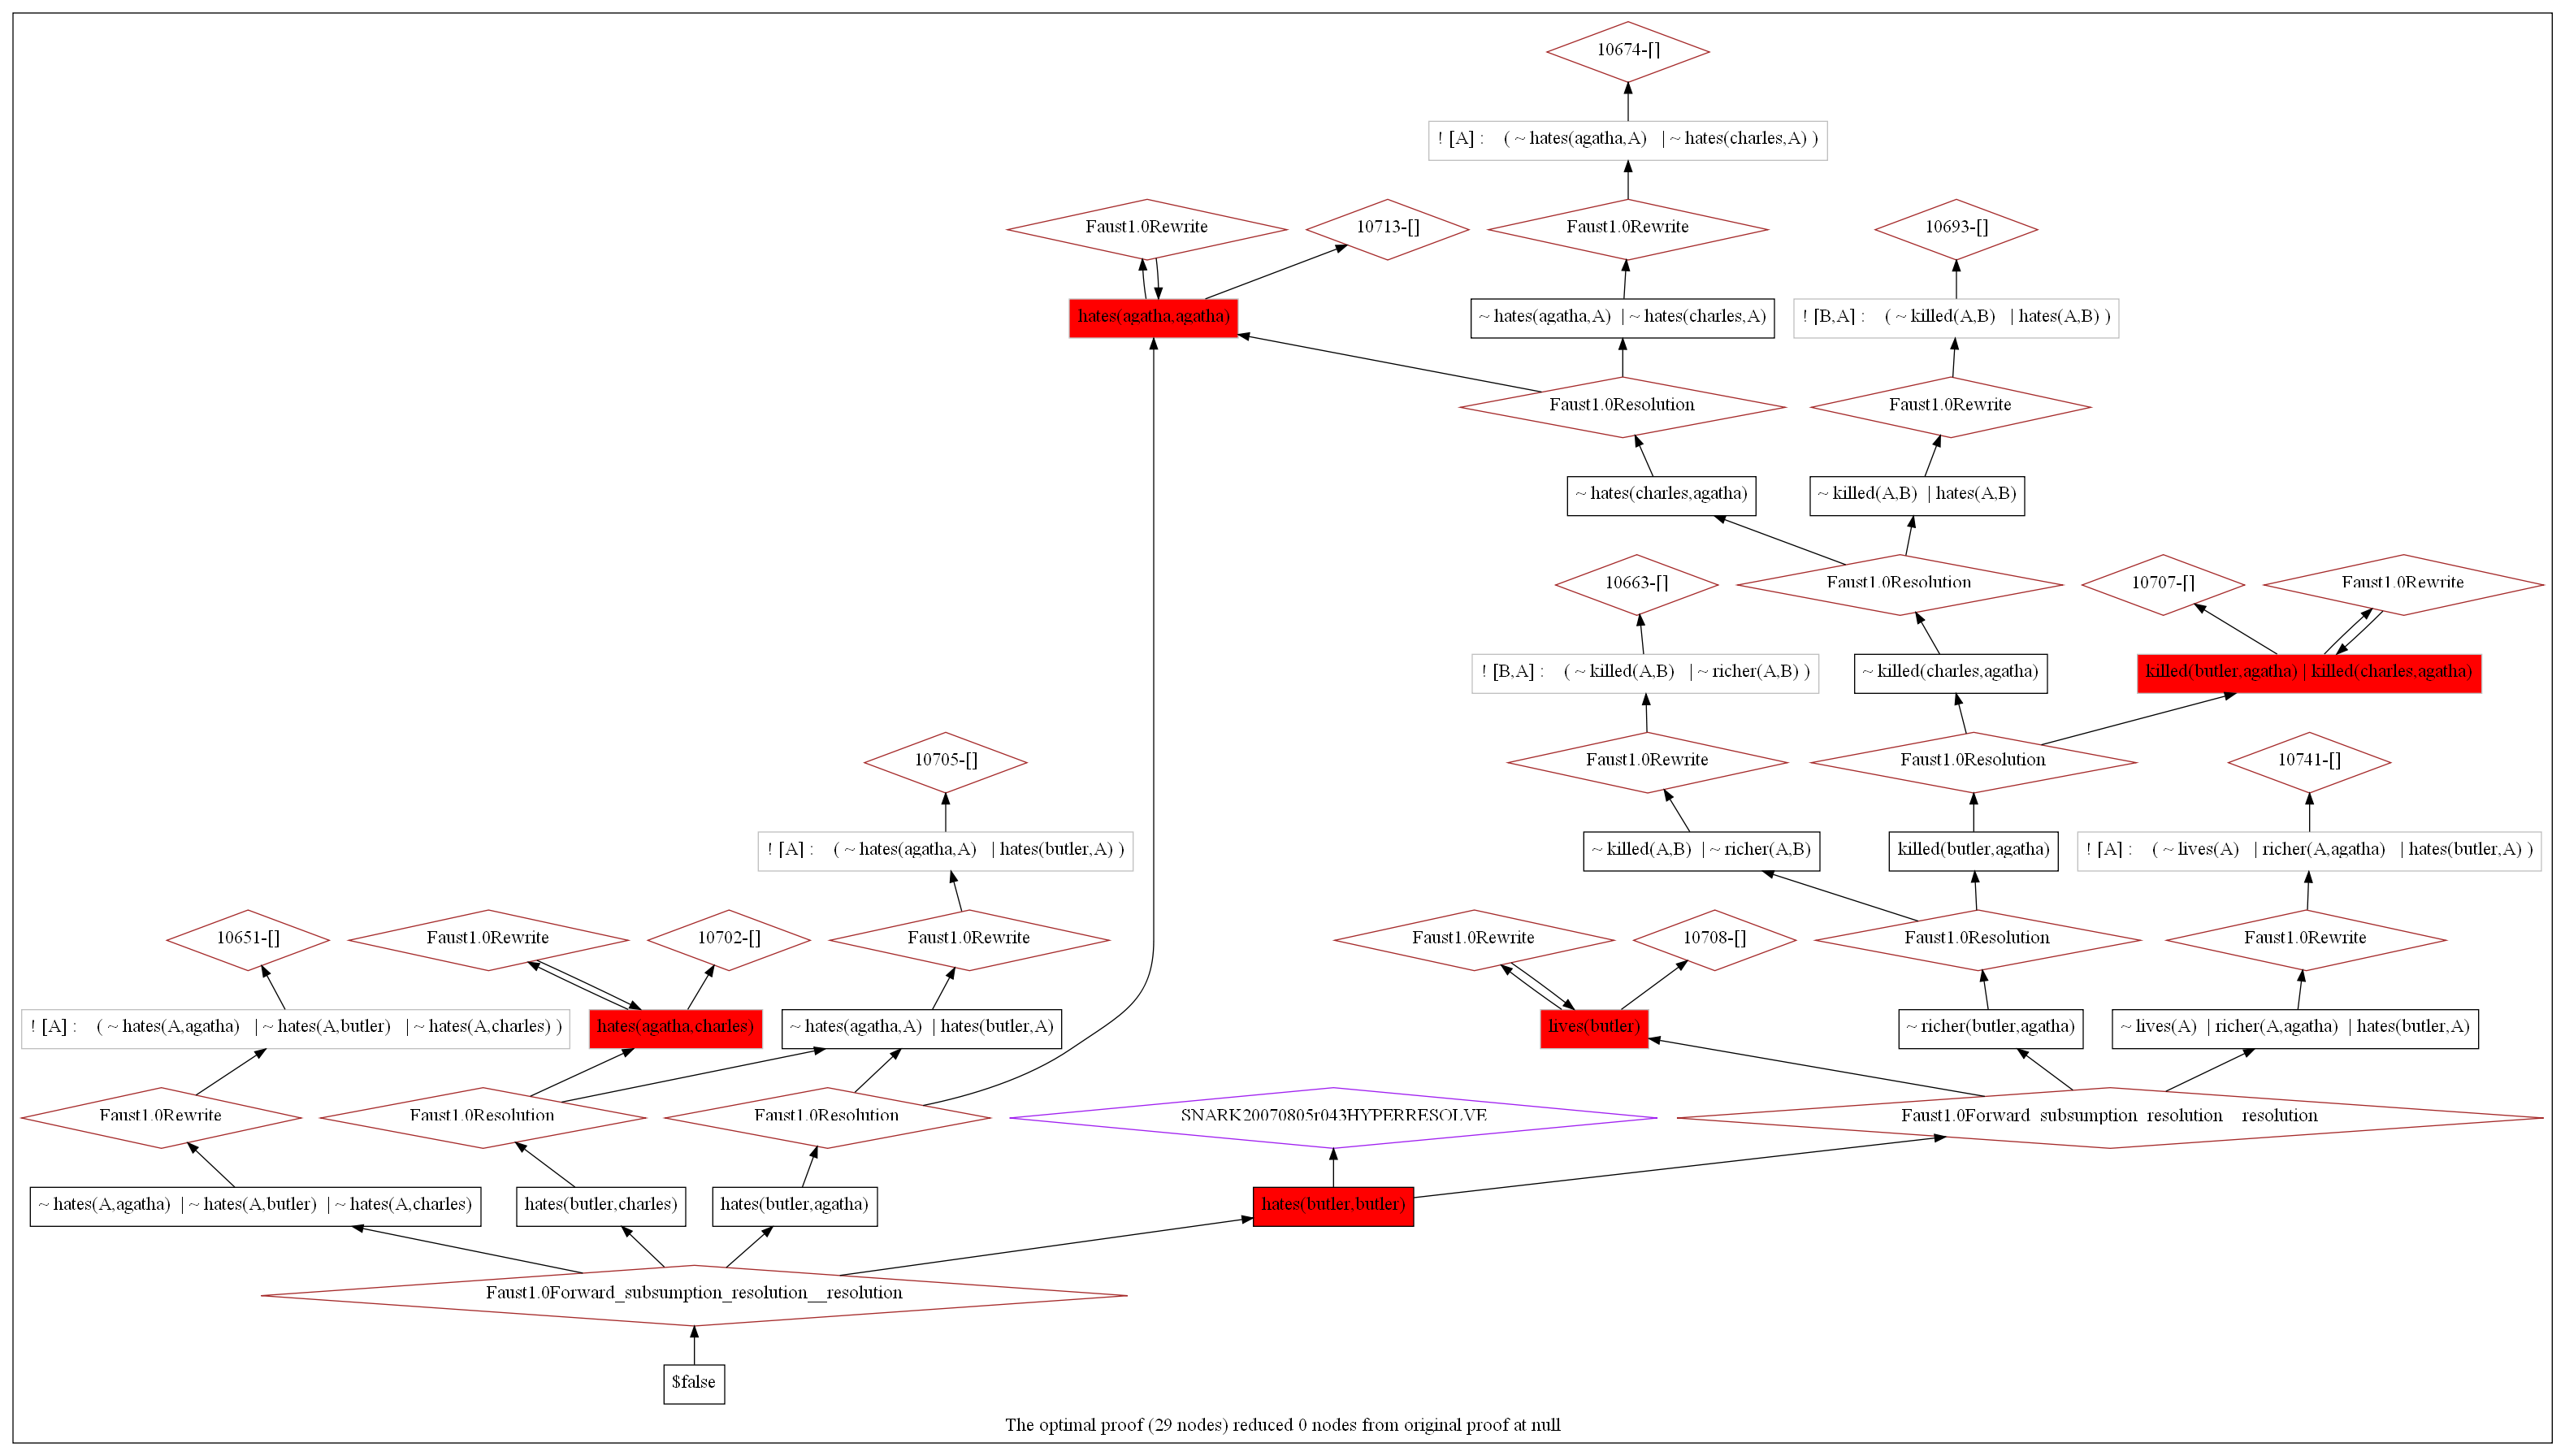 10674-[]
! [A] : ( ~ hates(agatha,A) | ~ hates(charles,A) )
Faust1.0Rewrite
10713-[]
Faust1.0Rewrite
10693-[]
hates(agatha,agatha)
~ hates(agatha,A) | ~ hates(charles,A)
! [B,A] : ( ~ killed(A,B) | hates(A,B) )
Faust1.0Resolution
Faust1.0Rewrite
~ hates(charles,agatha)
~ killed(A,B) | hates(A,B)
10663-[]
Faust1.0Resolution
10707-[]
Faust1.0Rewrite
! [B,A] : ( ~ killed(A,B) | ~ richer(A,B) )
~ killed(charles,agatha)
killed(butler,agatha) | killed(charles,agatha)
10705-[]
Faust1.0Rewrite
Faust1.0Resolution
10741-[]
! [A] : ( ~ hates(agatha,A) | hates(butler,A) )
~ killed(A,B) | ~ richer(A,B)
killed(butler,agatha)
! [A] : ( ~ lives(A) | richer(A,agatha) | hates(butler,A) )
10651-[]
Faust1.0Rewrite
10702-[]
Faust1.0Rewrite
Faust1.0Rewrite
10708-[]
Faust1.0Resolution
Faust1.0Rewrite
! [A] : ( ~ hates(A,agatha) | ~ hates(A,butler) | ~ hates(A,charles) )
hates(agatha,charles)
~ hates(agatha,A) | hates(butler,A)
lives(butler)
~ richer(butler,agatha)
~ lives(A) | richer(A,agatha) | hates(butler,A)
Faust1.0Rewrite
Faust1.0Resolution
Faust1.0Resolution
SNARK20070805r043HYPERRESOLVE
Faust1.0Forward_subsumption_resolution__resolution
~ hates(A,agatha) | ~ hates(A,butler) | ~ hates(A,charles)
hates(butler,charles)
hates(butler,agatha)
hates(butler,butler)
Faust1.0Forward_subsumption_resolution__resolution
$false
The optimal proof (29 nodes) reduced 0 nodes from original proof at null